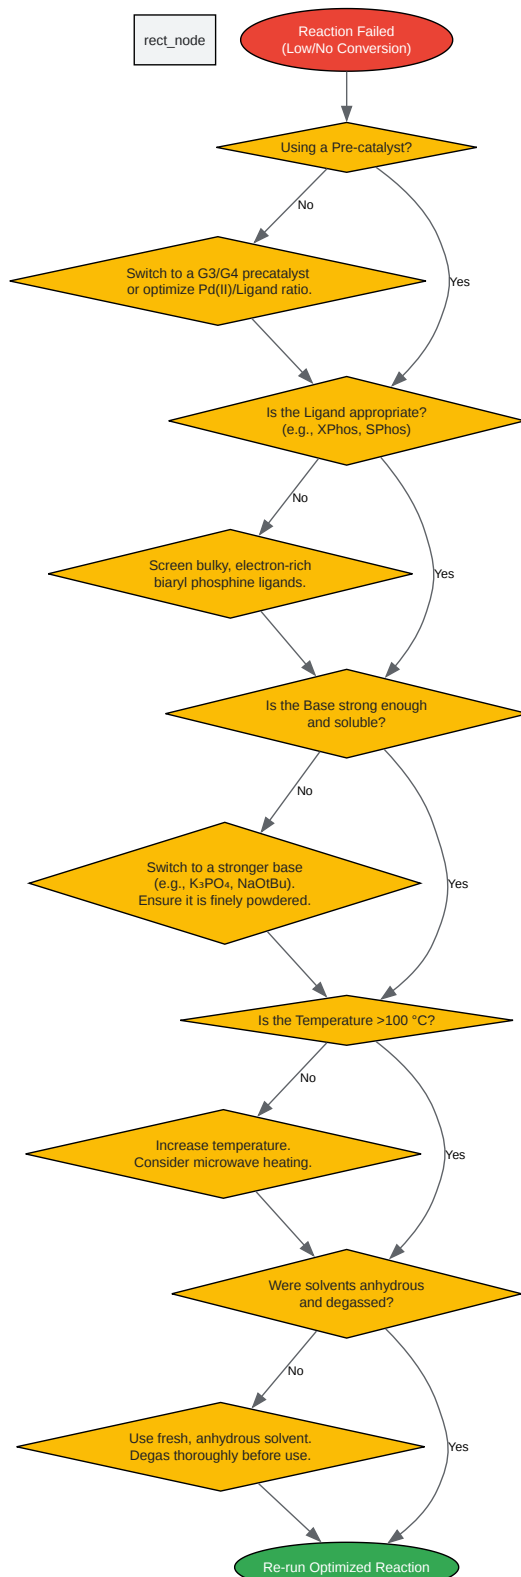 rect_node
Reaction Failed
(Low/No Conversion)
Using a Pre-catalyst?
No
Yes
Switch to a G3/G4 precatalyst
or optimize Pd(II)/Ligand ratio.
Is the Ligand appropriate?
(e.g., XPhos, SPhos)
No
Yes
Screen bulky, electron-rich
biaryl phosphine ligands.
Is the Base strong enough
and soluble?
No
Yes
Switch to a stronger base
(e.g., K₃PO₄, NaOtBu).
Ensure it is finely powdered.
Is the Temperature >100 °C?
No
Yes
Increase temperature.
Consider microwave heating.
Were solvents anhydrous
and degassed?
No
Yes
Use fresh, anhydrous solvent.
Degas thoroughly before use.
Re-run Optimized Reaction